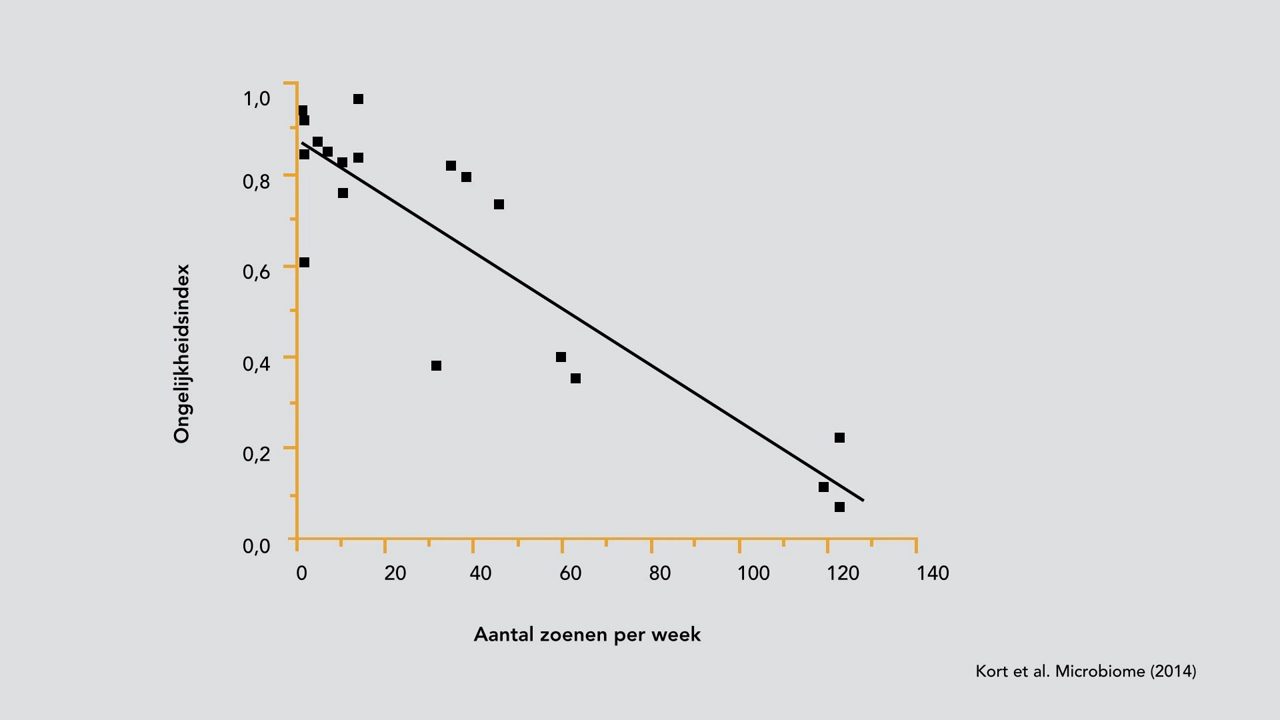 1,0
0,8
0,6
0,4
0,2
0,0
Ongelijkheidsindex
0 20 40 60 80 100 120 140
Aantal zoenen per week
Kort et al. Microbiome (2014)